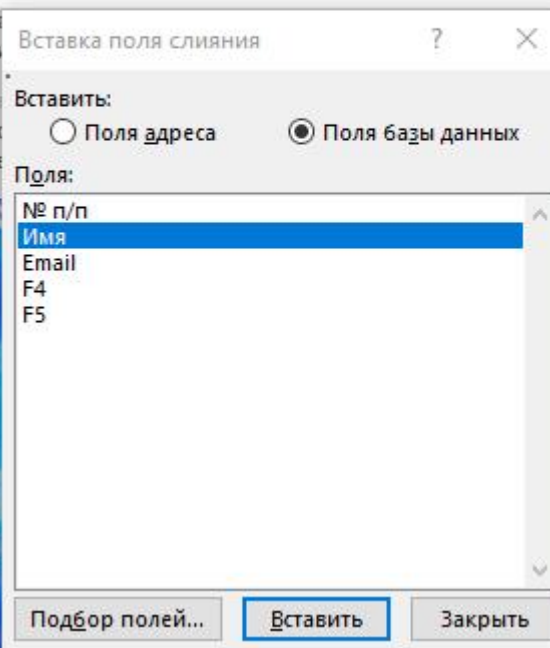 Вставка поля слияния ? ×
Вставить:
Поля адреса Поля базы данных
Поля:
№ п/п
Имя
Email
F4
F5
Подбор полей... Вставить Закрыть